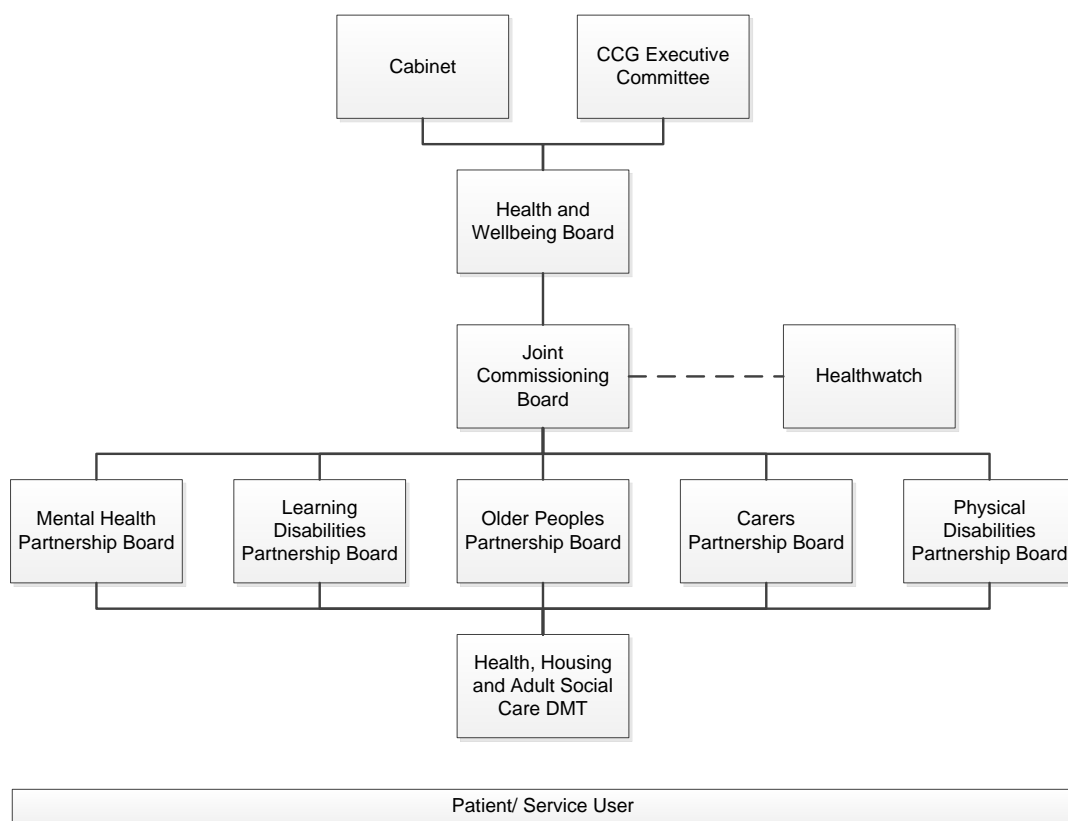 Cabinet
CCG Executive
Committee
Health and
Wellbeing Board
Joint
Commissioning
Board
Healthwatch
Mental Health
Partnership Board
Learning
Disabilities
Partnership Board
Older Peoples
Partnership Board
Carers
Partnership Board
Physical
Disabilities
Partnership Board
Health, Housing
and Adult Social
Care DMT
Patient/ Service User